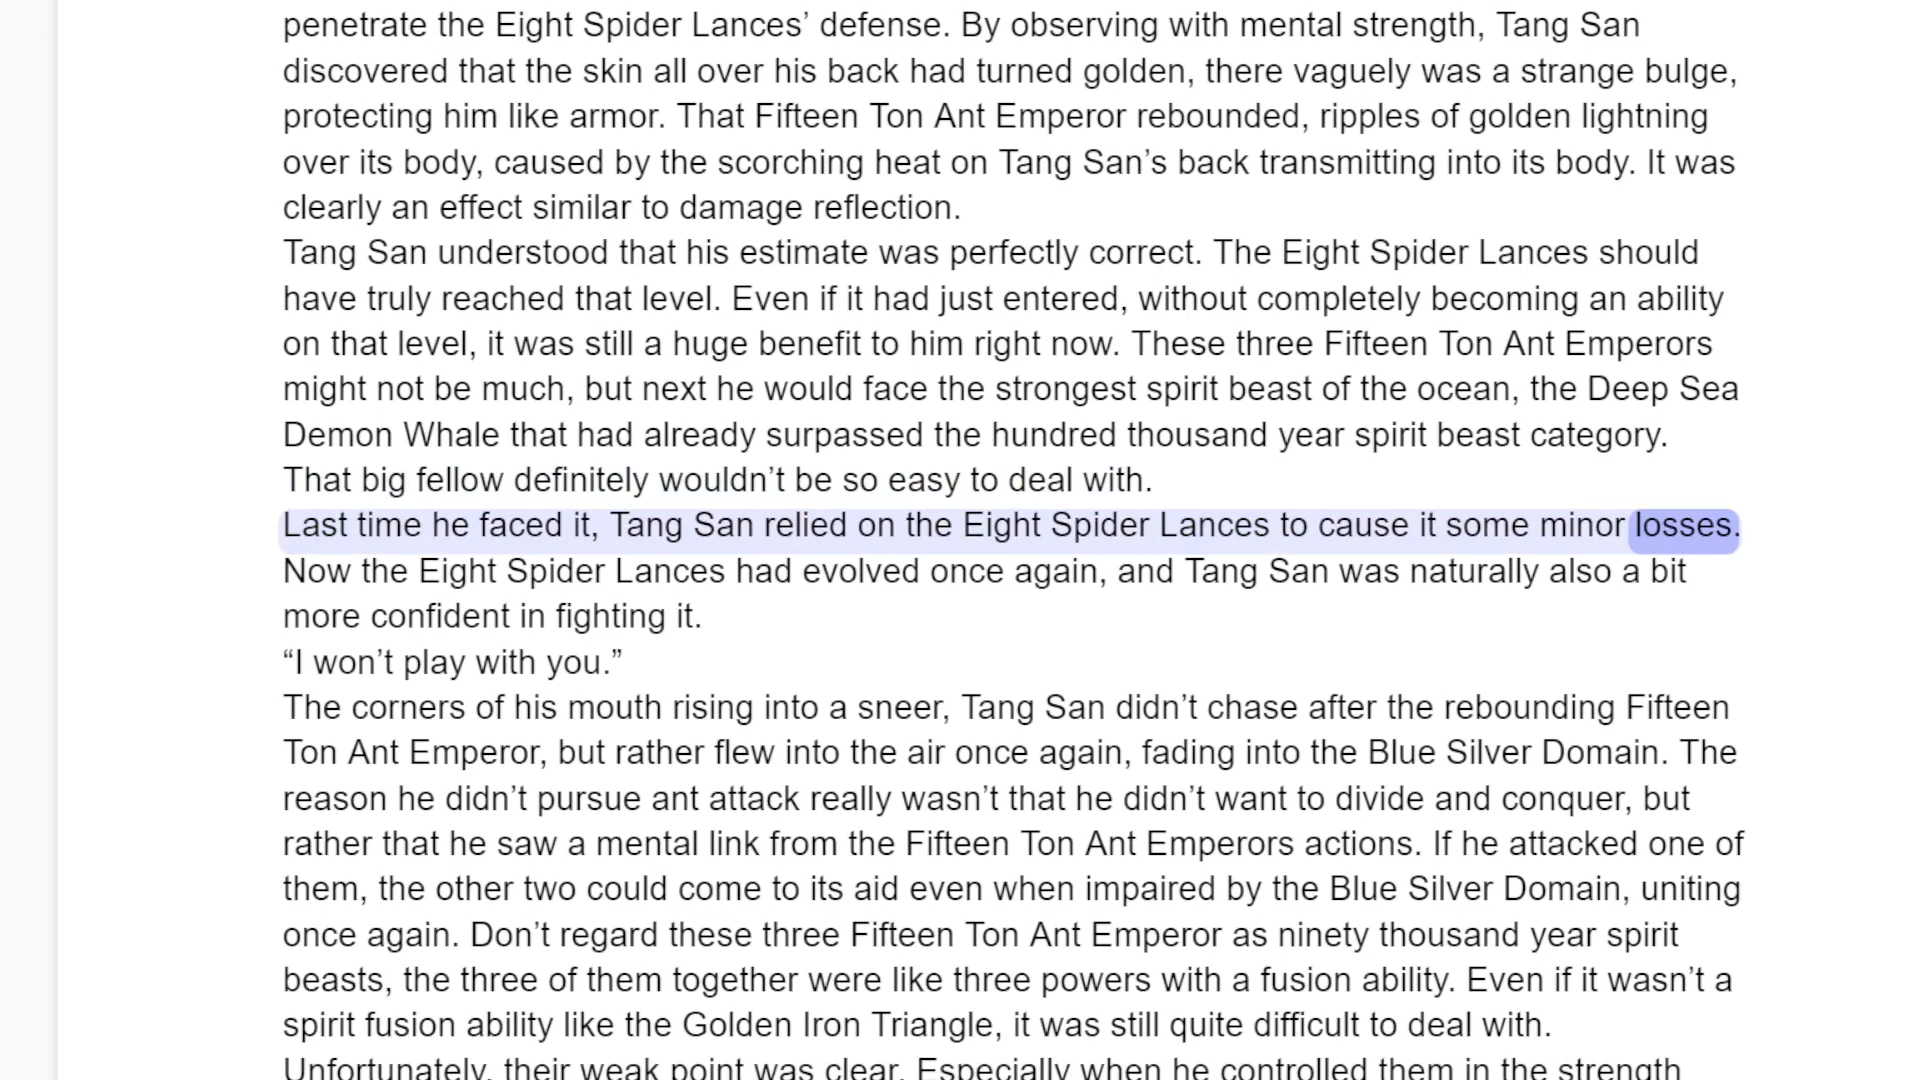 penetrate the Eight Spider Lances’ defense. By observing with mental strength, Tang San
discovered that the skin all over his back had turned golden, there vaguely was a strange bulge,
protecting him like armor. That Fifteen Ton Ant Emperor rebounded, ripples of golden lightning
over its body, caused by the scorching heat on Tang San’s back transmitting into its body. It was
clearly an effect similar to damage reflection.
Tang San understood that his estimate was perfectly correct. The Eight Spider Lances should
have truly reached that level. Even if it had just entered, without completely becoming an ability
on that level, it was still a huge benefit to him right now. These three Fifteen Ton Ant Emperors
might not be much, but next he would face the strongest spirit beast of the ocean, the Deep Sea
Demon Whale that had already surpassed the hundred thousand year spirit beast category.
That big fellow definitely wouldn’t be so easy to deal with.
Last time he faced it, Tang San relied on the Eight Spider Lances to cause it some minor losses.
Now the Eight Spider Lances had evolved once again, and Tang San was naturally also a bit
more confident in fighting it.
“I won’t play with you.”
The corners of his mouth rising into a sneer, Tang San didn’t chase after the rebounding Fifteen
Ton Ant Emperor, but rather flew into the air once again, fading into the Blue Silver Domain. The
reason he didn’t pursue ant attack really wasn’t that he didn’t want to divide and conquer, but
rather that he saw a mental link from the Fifteen Ton Ant Emperors actions. If he attacked one of
them, the other two could come to its aid even when impaired by the Blue Silver Domain, uniting
once again. Don’t regard these three Fifteen Ton Ant Emperor as ninety thousand year spirit
beasts, the three of them together were like three powers with a fusion ability. Even if it wasn’t a
spirit fusion ability like the Golden Iron Triangle, it was still quite difficult to deal with.
Unfortunately, their weak point was clear. Especially when he controlled them in the strength